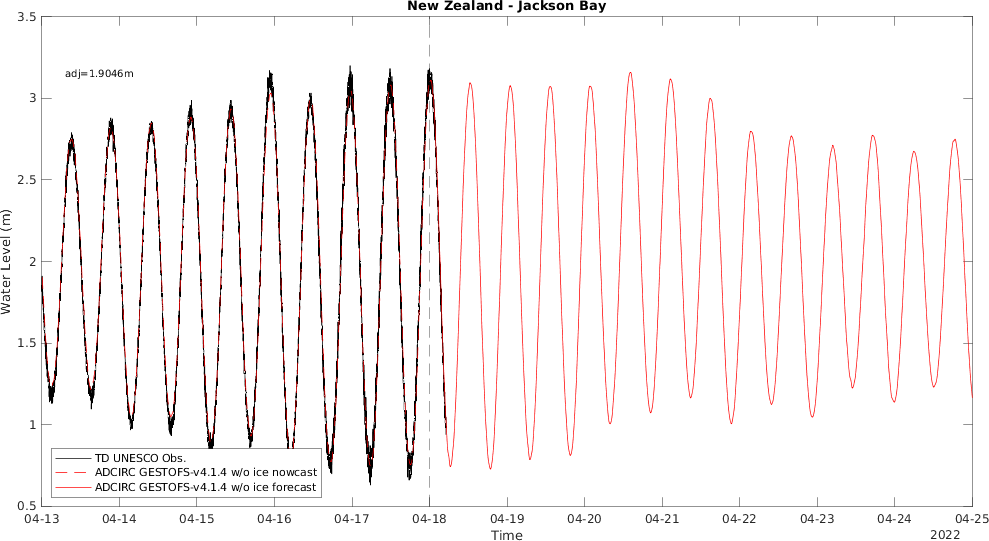 New Zealand - Jackson Bay
3.5
adj=1.9046m
3
2.5
2
1.5
1
0.5
Water Level (m)
TD UNESCO Obs.
ADCIRC GESTOFS-v4.1.4 w/o ice nowcast
ADCIRC GESTOFS-v4.1.4 w/o ice forecast
04-13 04-14 04-15 04-16 04-17 04-18 04-19 04-20 04-21 04-22 04-23 04-24 04-25
Time
2022